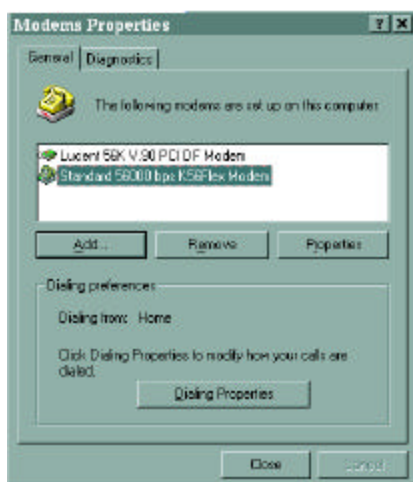 Modems Properties
General Diagnostics
The following modems are set up on this computer
Lucent 56K V.90 PCI DF Modem
Standard 56000 bps K56Flex Modem
Add... Remove Properties
Dialing preferences
Dialing from: Home
Click Dialing Properties to modify how your calls are
dialed.
Dialing Properties
Close Cancel